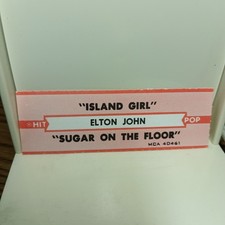 "ISLAND GIRL"
HIT ELTON JOHN POP
"SUGAR ON THE FLOOR"
MCA 40461